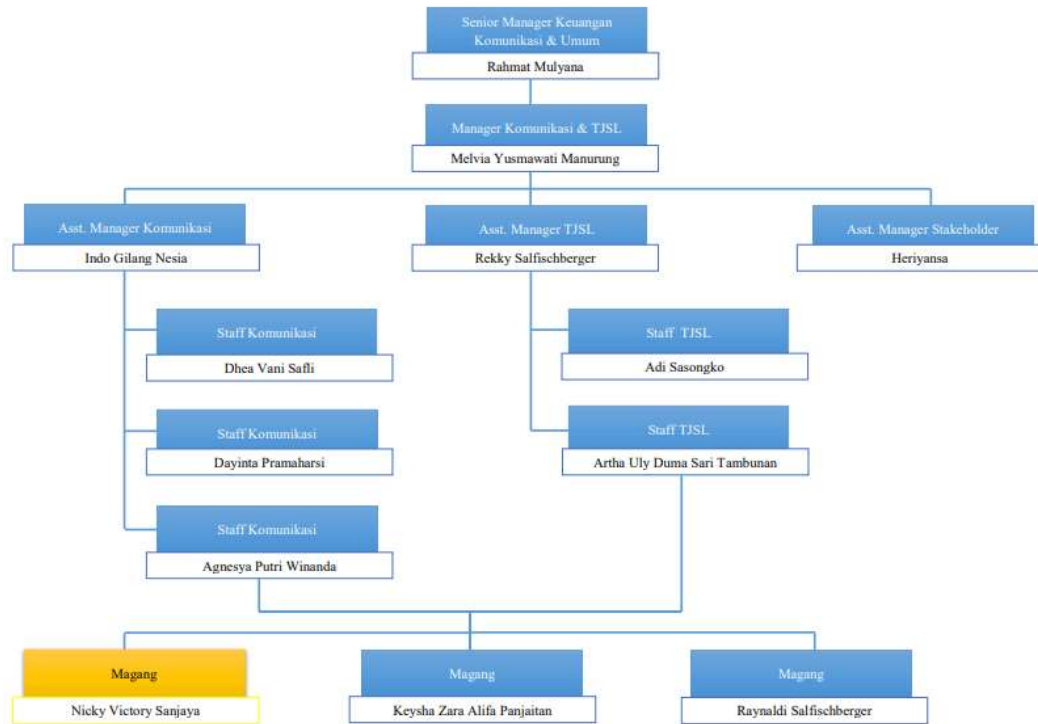 Senior Manager Keuangan
Komunikasi & Umum
Rahmat Mulyana
Manager Komunikasi & TJSL
Melvia Yusmawati Manurung
Asst. Manager Komunikasi
Indo Gilang Nesia
Asst. Manager TJSL
Rekky Salfischberger
Asst. Manager Stakeholder
Heriyansa
Staff Komunikasi
Dhea Vani Safli
Staff TJSL
Adi Sasongko
Staff Komunikasi
Dayinta Pramaharsi
Staff TJSL
Artha Uly Duma Sari Tambunan
Staff Komunikasi
Agnesya Putri Winanda
Magang
Nicky Victory Sanjaya
Magang
Keysha Zara Alifa Panjaitan
Magang
Raynaldi Salfischberger